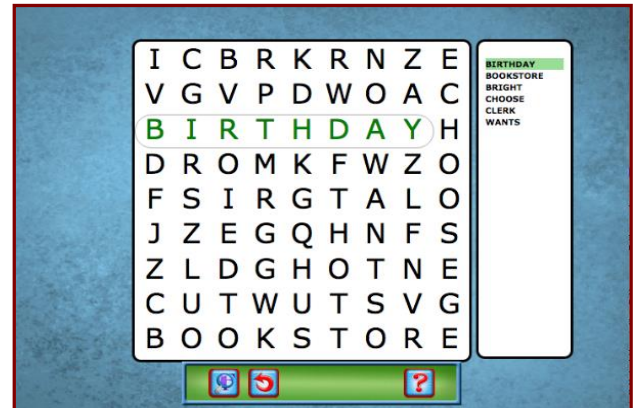 I C B R K R N Z E
V G V P D W O A C
B I R T H D A Y H
D R O M K F W Z O
F S I R G T A L O
J Z E G Q H N F S
Z L D G H O T N E
C U T W U T S V G
B O O K S T O R E
BIRTHDAY
BOOKSTORE
BRIGHT
CHOOSE
CLERK
WANTS
?